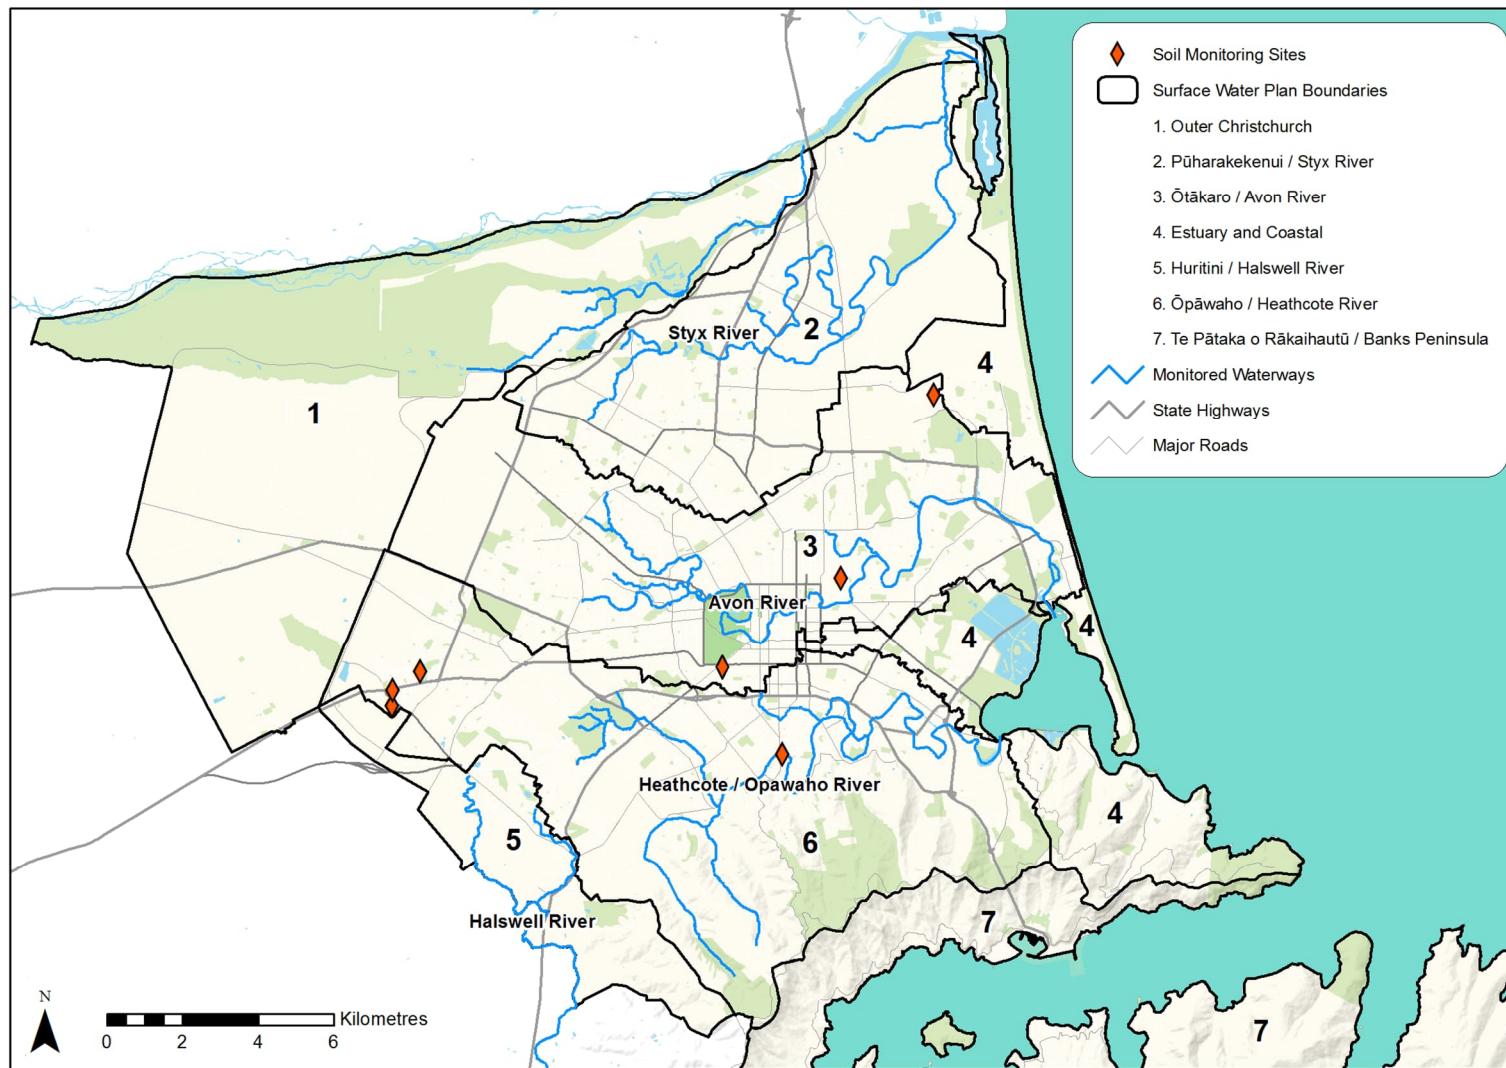 Soil Monitoring Sites
Surface Water Plan Boundaries
1. Outer Christchurch
2. Pūharakekenui / Styx River
3. Ōtākaro / Avon River
4. Estuary and Coastal
5. Huritini / Halswell River
6. Ōpāwaho / Heathcote River
7. Te Pātaka o Rākaihautū / Banks Peninsula
Monitored Waterways
State Highways
Major Roads
Styx River
2
4
1
3
Avon River
4
4
Heathcote / Opawaho River
4
5
6
Halswell River
7
7
N
Kilometres
0 2 4 6